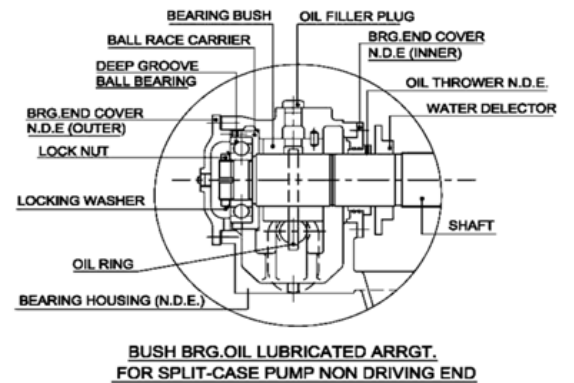 BEARING BUSH
OIL FILLER PLUG
BALL RACE CARRIER
BRG.END COVER
N.D.E (INNER)
DEEP GROOVE
BALL BEARING
OIL THROWER N.D.E.
BRG.END COVER
N.D.E (OUTER)
WATER DELECTOR
LOCK NUT
LOCKING WASHER
SHAFT
OIL RING
BEARING HOUSING (N.D.E.)
BUSH BRG.OIL LUBRICATED ARRGT.
FOR SPLIT-CASE PUMP NON DRIVING END